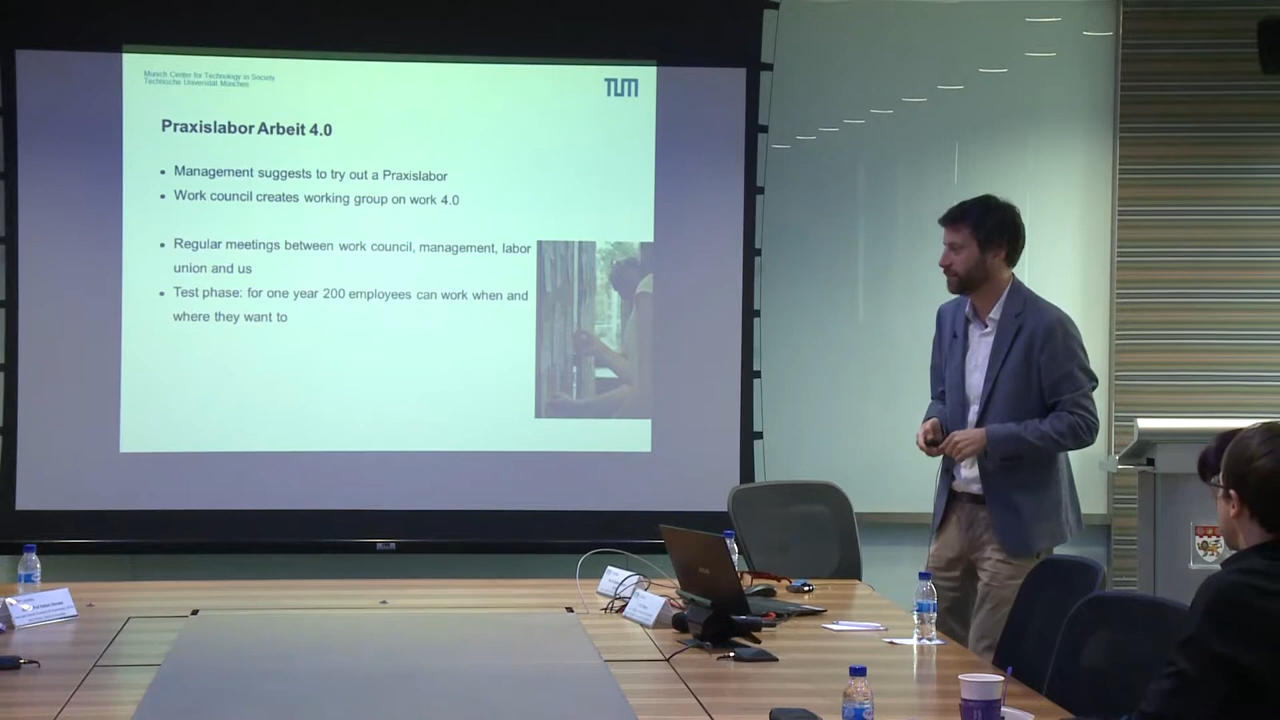 Munich Center for Technology in Society
Technische Universität München
TUM
Praxislabor Arbeit 4.0
• Management suggests to try out a Praxislabor
• Work council creates working group on work 4.0
• Regular meetings between work council, management, labor
union and us
• Test phase: for one year 200 employees can work when and
where they want to